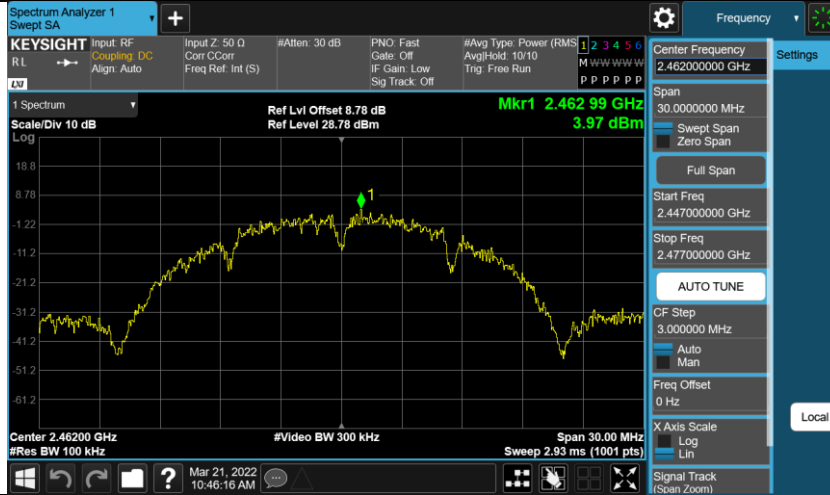 Spectrum Analyzer 1
Swept SA
Frequency
KEYSIGHT
R L
LXI
Input: RF
Coupling: DC
Align: Auto
Input Z: 50 Ω
Corr CCorr
Freq Ref: Int (S)
#Atten: 30 dB
PNO: Fast
Gate: Off
IF Gain: Low
Sig Track: Off
#Avg Type: Power (RMS
Avg|Hold: 10/10
Trig: Free Run
1 2 3 4 5 6
M W W W W W
P P P P P P
1 Spectrum
Scale/Div 10 dB
Log
Ref Lvl Offset 8.78 dB
Ref Level 28.78 dBm
Mkr1 2.462 99 GHz
3.97 dBm
18.8
8.78
-1.22
-11.2
-21.2
-31.2
-41.2
-51.2
-61.2
1
Center 2.46200 GHz
#Res BW 100 kHz
#Video BW 300 kHz
Span 30.00 MHz
Sweep 2.93 ms (1001 pts)
Mar 21, 2022
10:46:16 AM
Center Frequency
2.462000000 GHz
Span
30.0000000 MHz
Swept Span
Zero Span
Full Span
Start Freq
2.447000000 GHz
Stop Freq
2.477000000 GHz
AUTO TUNE
CF Step
3.000000 MHz
Auto
Man
Freq Offset
0 Hz
X Axis Scale
Log
Lin
Signal Track
(Span Zoom)
Settings
Local